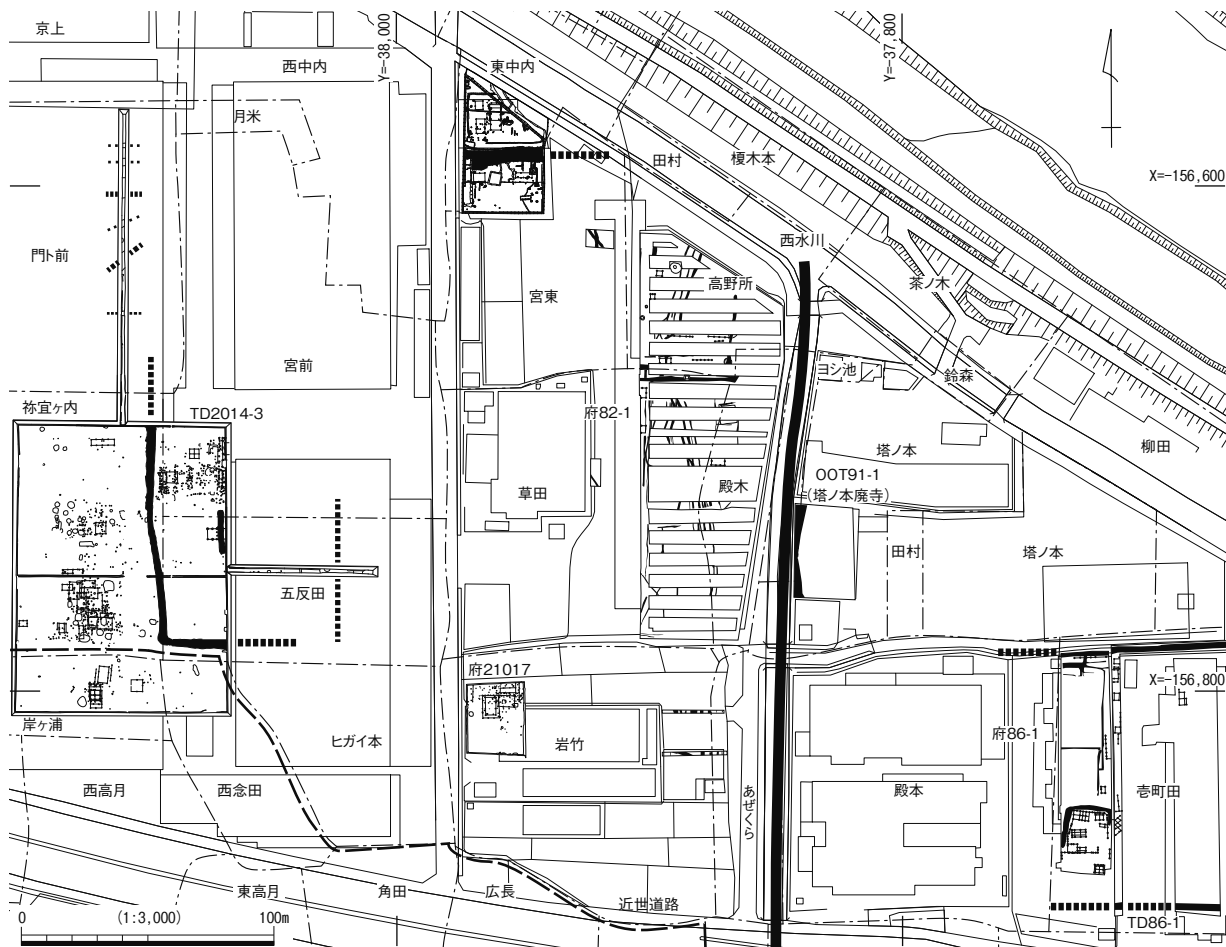 京上
西中内
Y=-38,000
東中内
Y=-37,800
月米
田村
榎木本
X=-156,600
門ト前
西水川
宮東
高野所
茶ノ木
宮前
ヨシ池
鈴森
祢宜ヶ内
TD2014-3
府82-1
柳田
塔ノ本
OOT91-1
(塔ノ本廃寺)
草田
殿木
田村
塔ノ本
五反田
府21017
X=-156,800
岸ヶ浦
ヒガイ本
岩竹
府86-1
西高月
西念田
あぜくら
殿本
壱町田
東高月
角田
広長
近世道路
TD86-1
0
(1:3,000)
100m